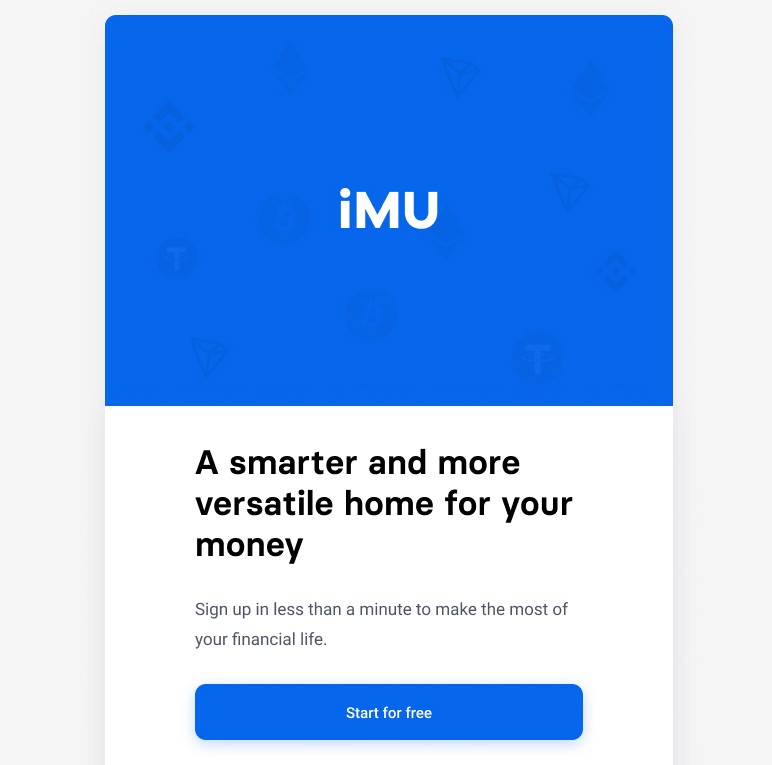 iMU
A smarter and more
versatile home for your
money
Sign up in less than a minute to make the most of
your financial life.
Start for free